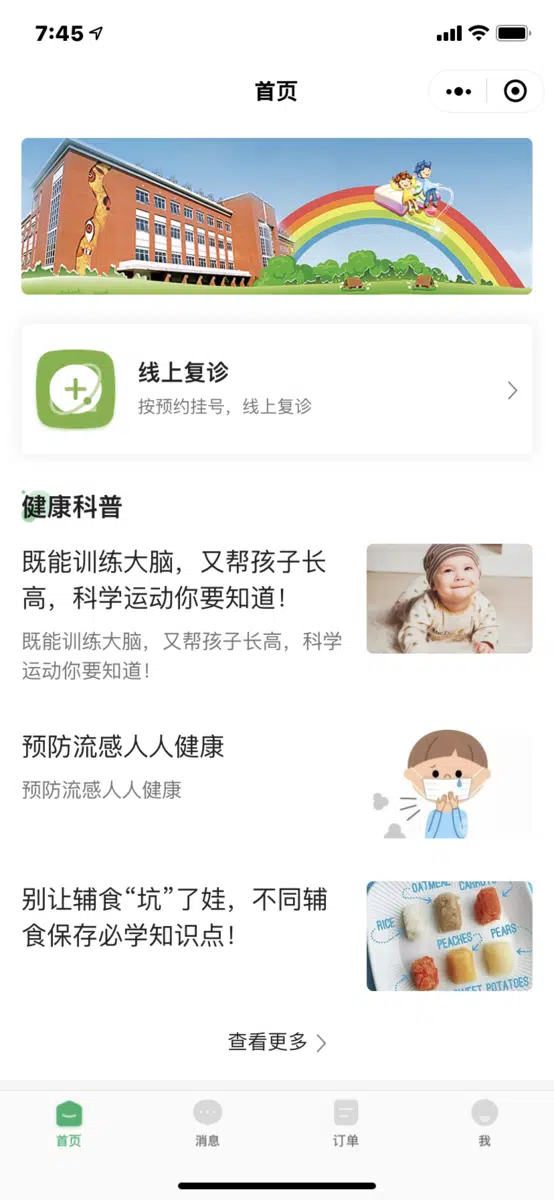 7:45
首页
线上复诊
按预约挂号，线上复诊
健康科普
既能训练大脑，又帮孩子长
高，科学运动你要知道！
既能训练大脑，又帮孩子长高，科学
运动你要知道！
预防流感人人健康
预防流感人人健康
别让辅食“坑”了娃，不同辅
食保存必学知识点！
OATMEAL
CARROTS
RICE
PEACHES
PEARS
SWEET POTATOES
查看更多
首页
消息
订单
我